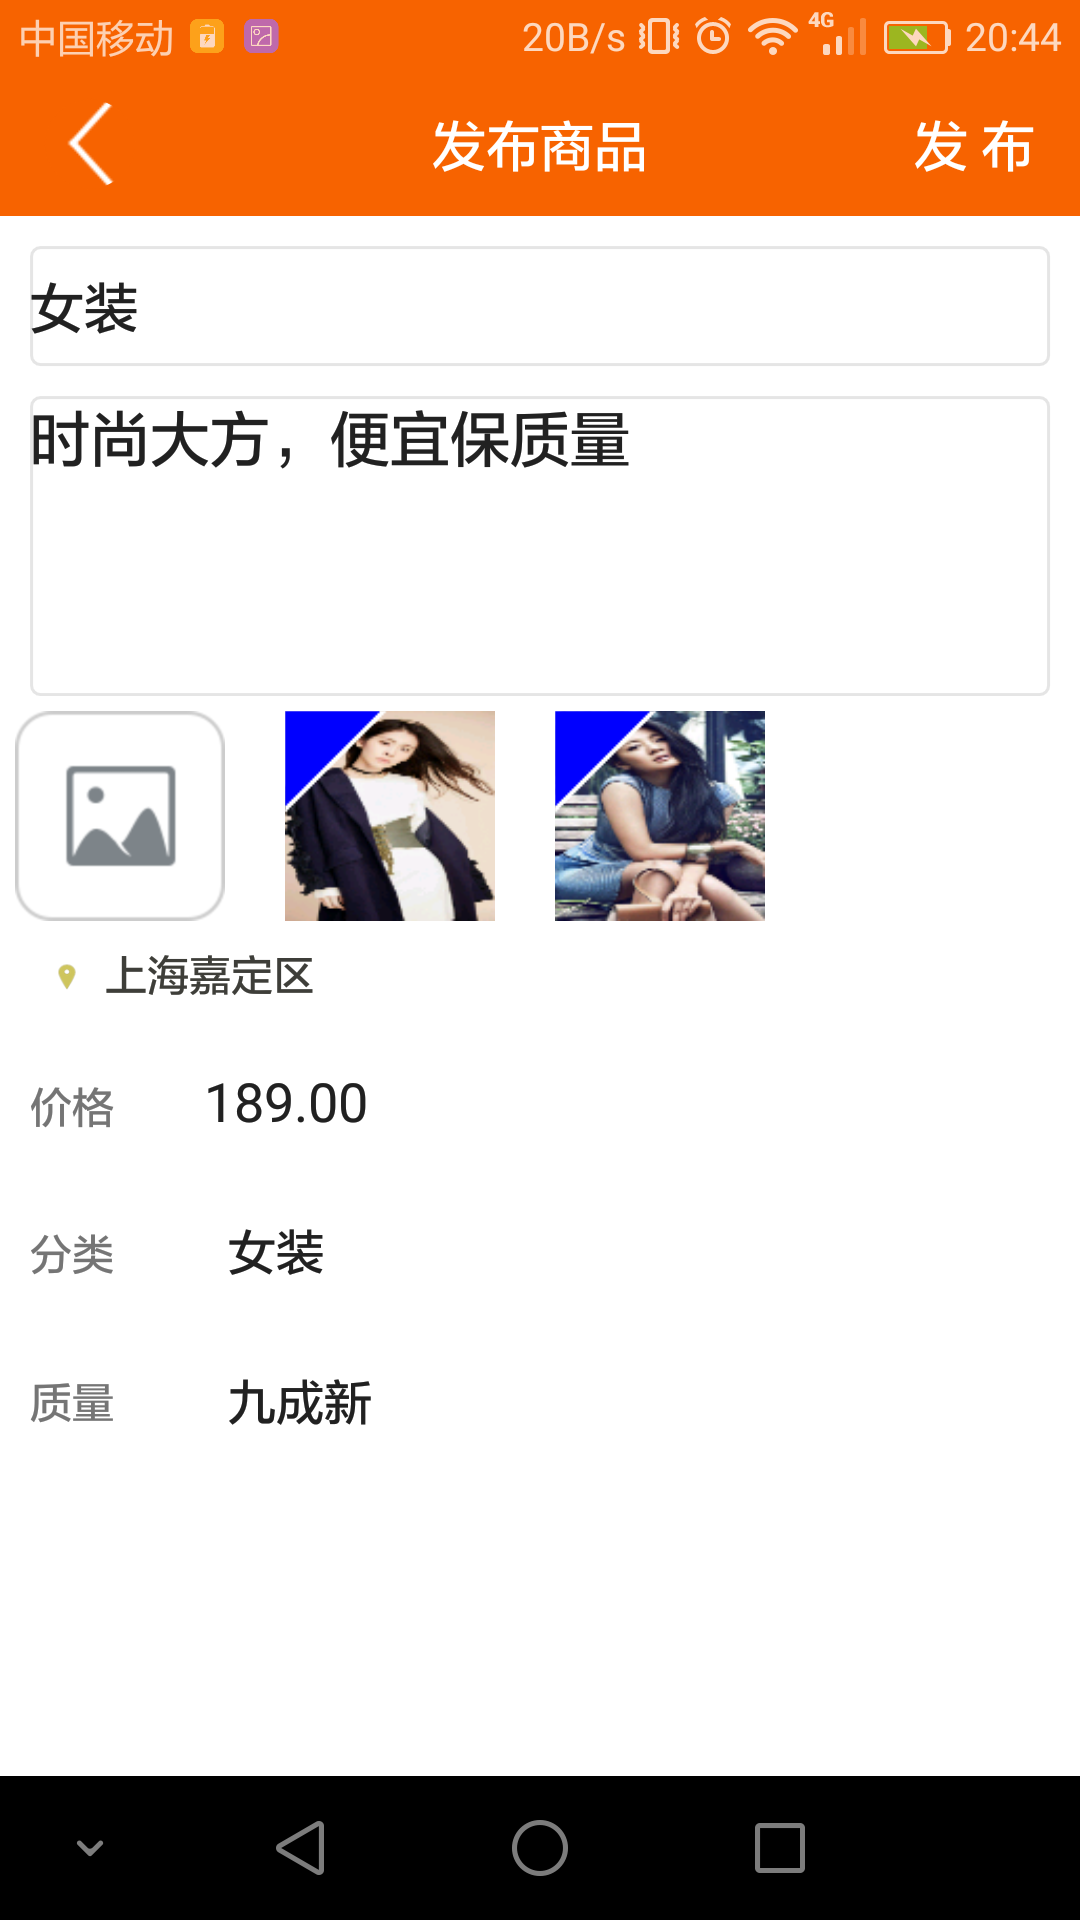 中国移动 20B/s 4G 20:44
发布商品 发 布
女装
时尚大方，便宜保质量
上海嘉定区
价格 189.00
分类 女装
质量 九成新